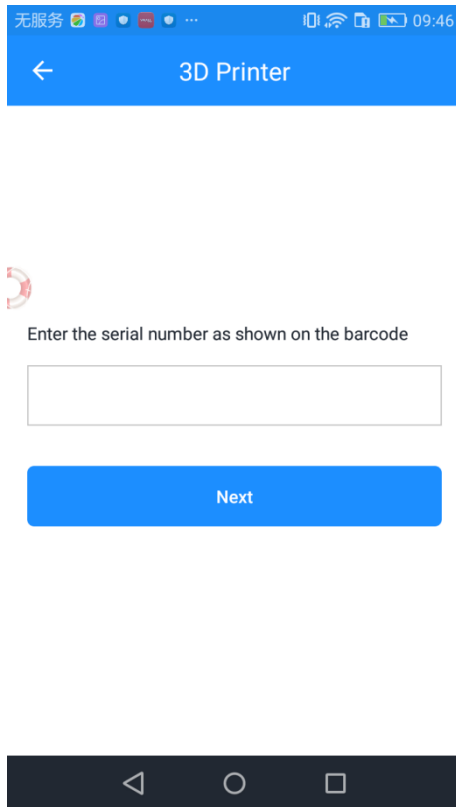 无服务 ... 09:46
3D Printer
Enter the serial number as shown on the barcode
Next